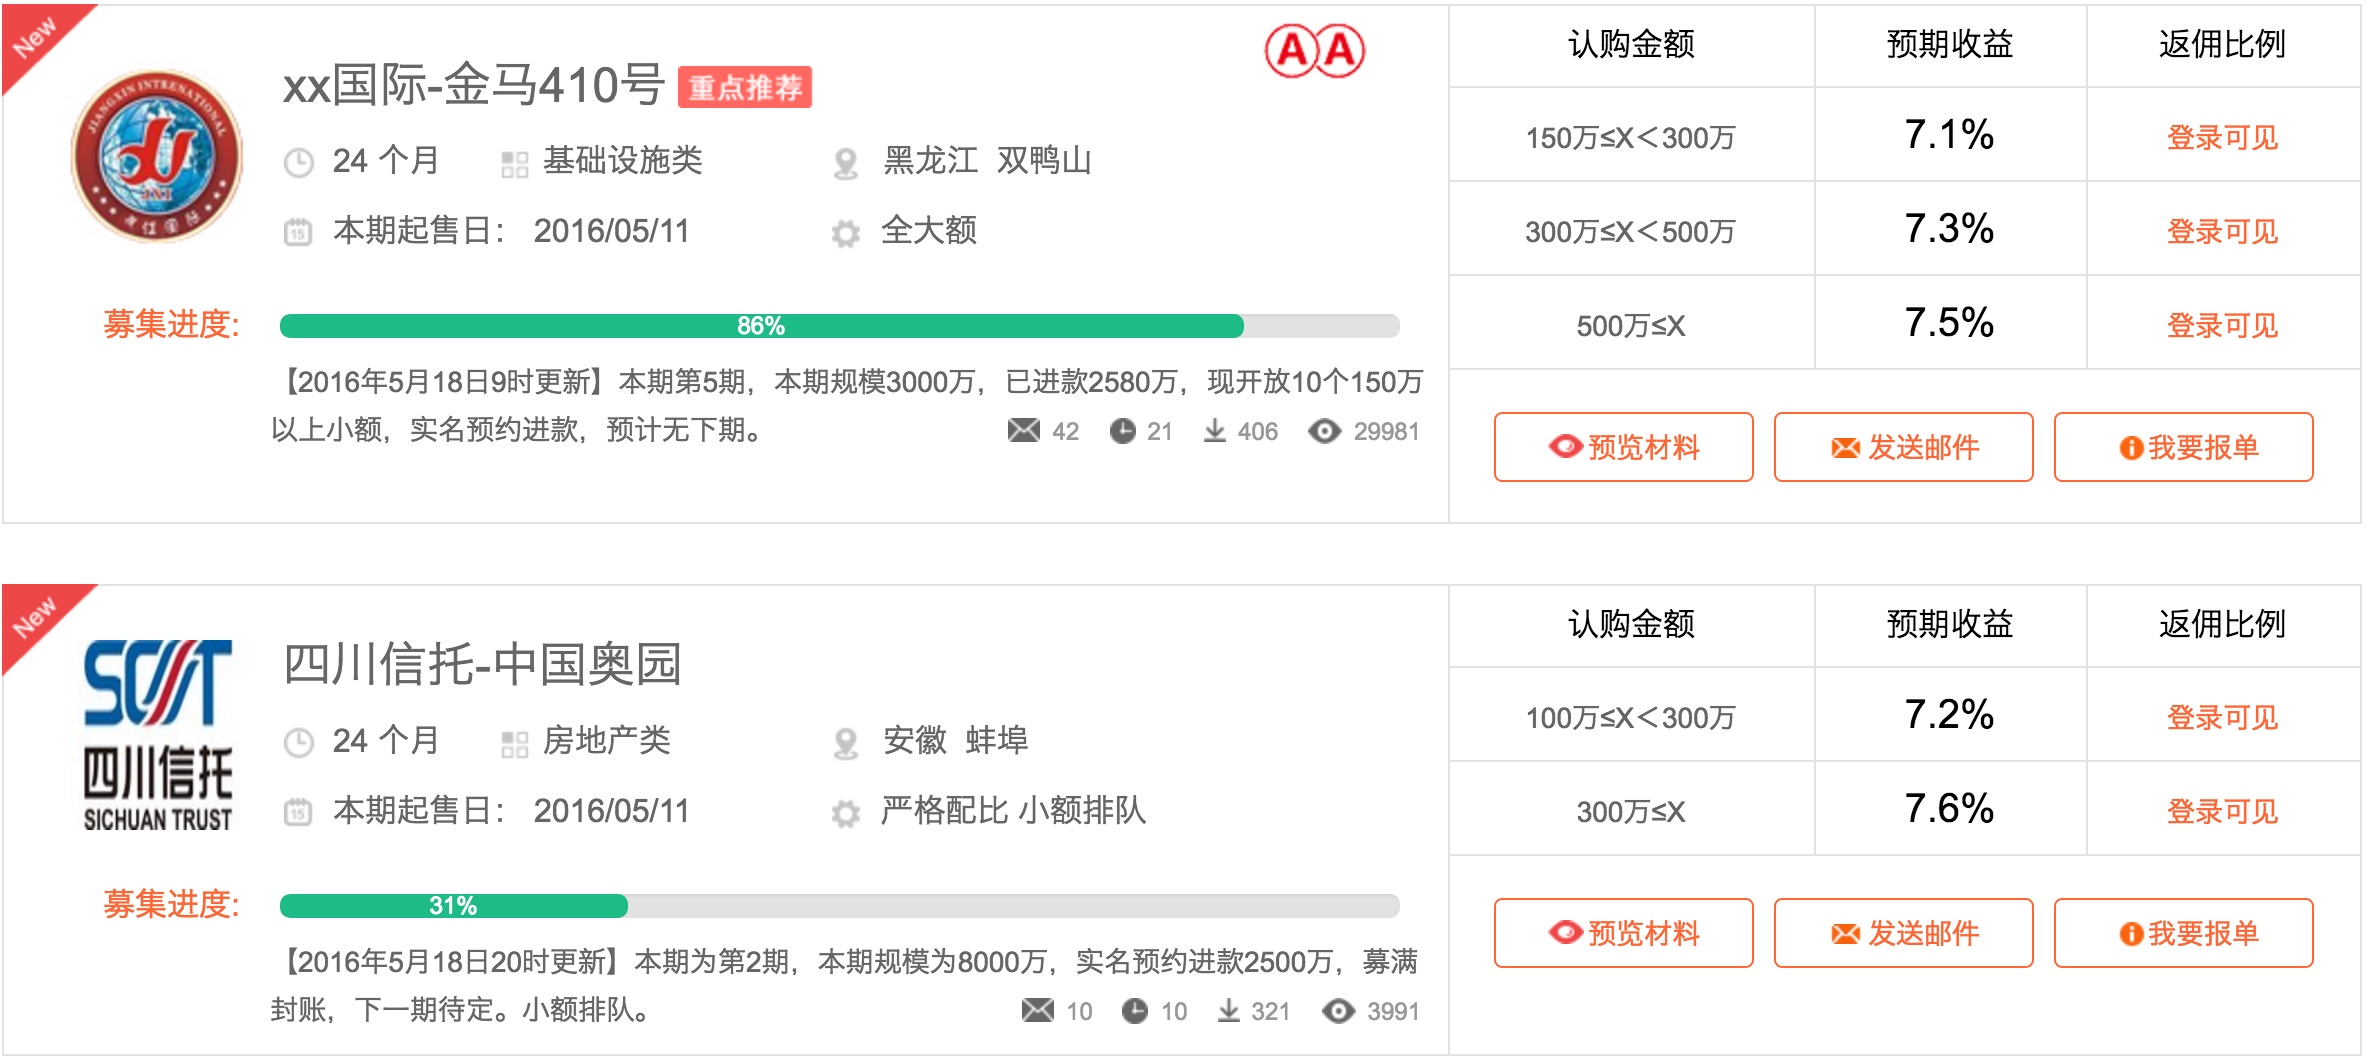 New
AA
xx国际-金马410号 重点推荐
JIANGXIN INTRENATIONAL
JXI
24 个月 基础设施类 黑龙江 双鸭山
15 本期起售日： 2016/05/11 全大额
募集进度: 86%
【2016年5月18日9时更新】本期第5期，本期规模3000万，已进款2580万，现开放10个150万
以上小额，实名预约进款，预计无下期。 42 21 406 29981
认购金额 预期收益 返佣比例
150万≤X＜300万 7.1% 登录可见
300万≤X＜500万 7.3% 登录可见
500万≤X 7.5% 登录可见
预览材料 发送邮件 我要报单
New
四川信托-中国奥园
SCIT
四川信托
SICHUAN TRUST
24 个月 房地产类 安徽 蚌埠
15 本期起售日： 2016/05/11 严格配比 小额排队
募集进度: 31%
【2016年5月18日20时更新】本期为第2期，本期规模为8000万，实名预约进款2500万，募满
封账，下一期待定。小额排队。 10 10 321 3991
认购金额 预期收益 返佣比例
100万≤X＜300万 7.2% 登录可见
300万≤X 7.6% 登录可见
预览材料 发送邮件 我要报单